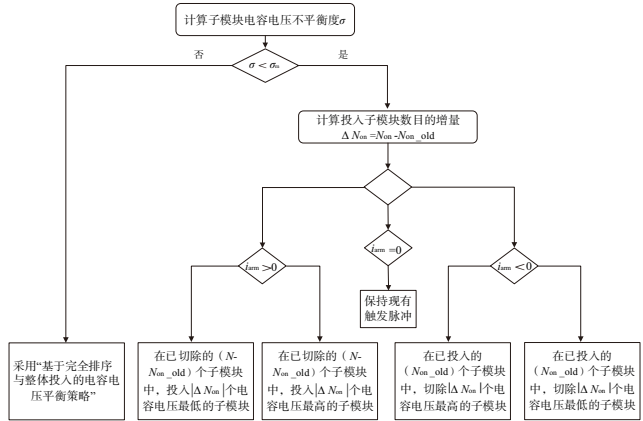 计算子模块电容电压不平衡度σ
否
是
σ < σm
计算投入子模块数目的增量
Δ Non =Non -Non_old
iarm >0
iarm =0
iarm <0
保持现有
触发脉冲
采用“基于完全排序
与整体投入的电容电
压平衡策略”
在已切除的（N-
Non_old）个子模块
中，投入|Δ Non |个电
容电压最低的子模块
在已切除的（N-
Non_old）个子模块
中，投入|Δ Non |个电
容电压最高的子模块
在已投入的
（Non_old）个子模块
中，切除|Δ Non |个电
容电压最高的子模块
在已投入的
（Non_old）个子模块
中，切除|Δ Non |个电
容电压最低的子模块